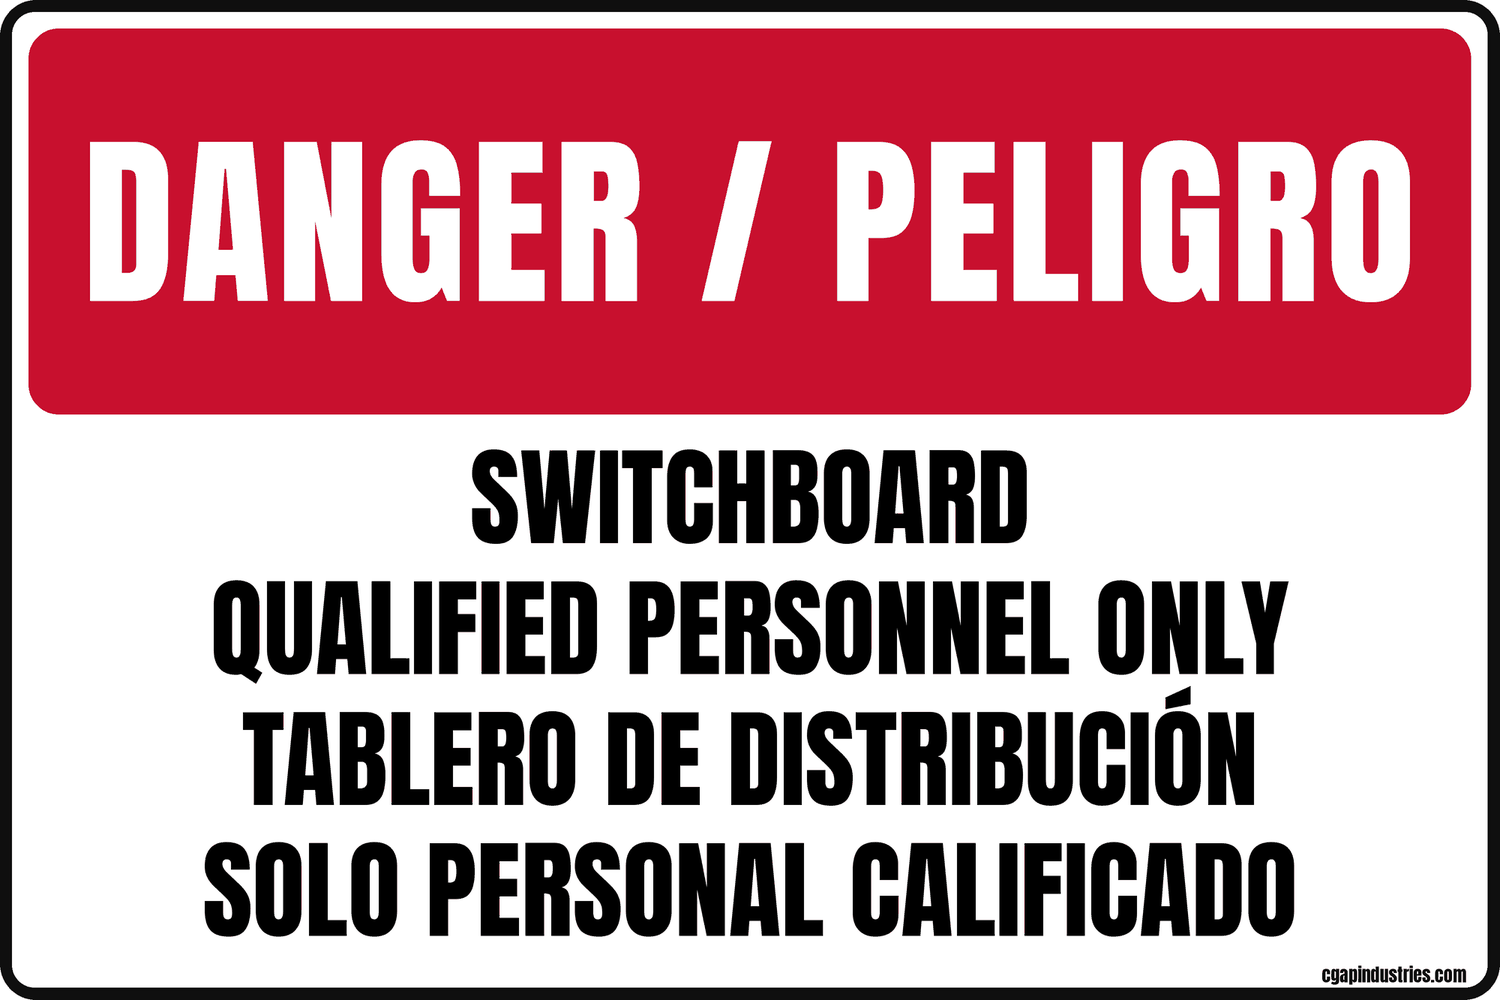 DANGER / PELIGRO
SWITCHBOARD
QUALIFIED PERSONNEL ONLY
TABLERO DE DISTRIBUCIÓN
SOLO PERSONAL CALIFICADO
cgapindustries.com